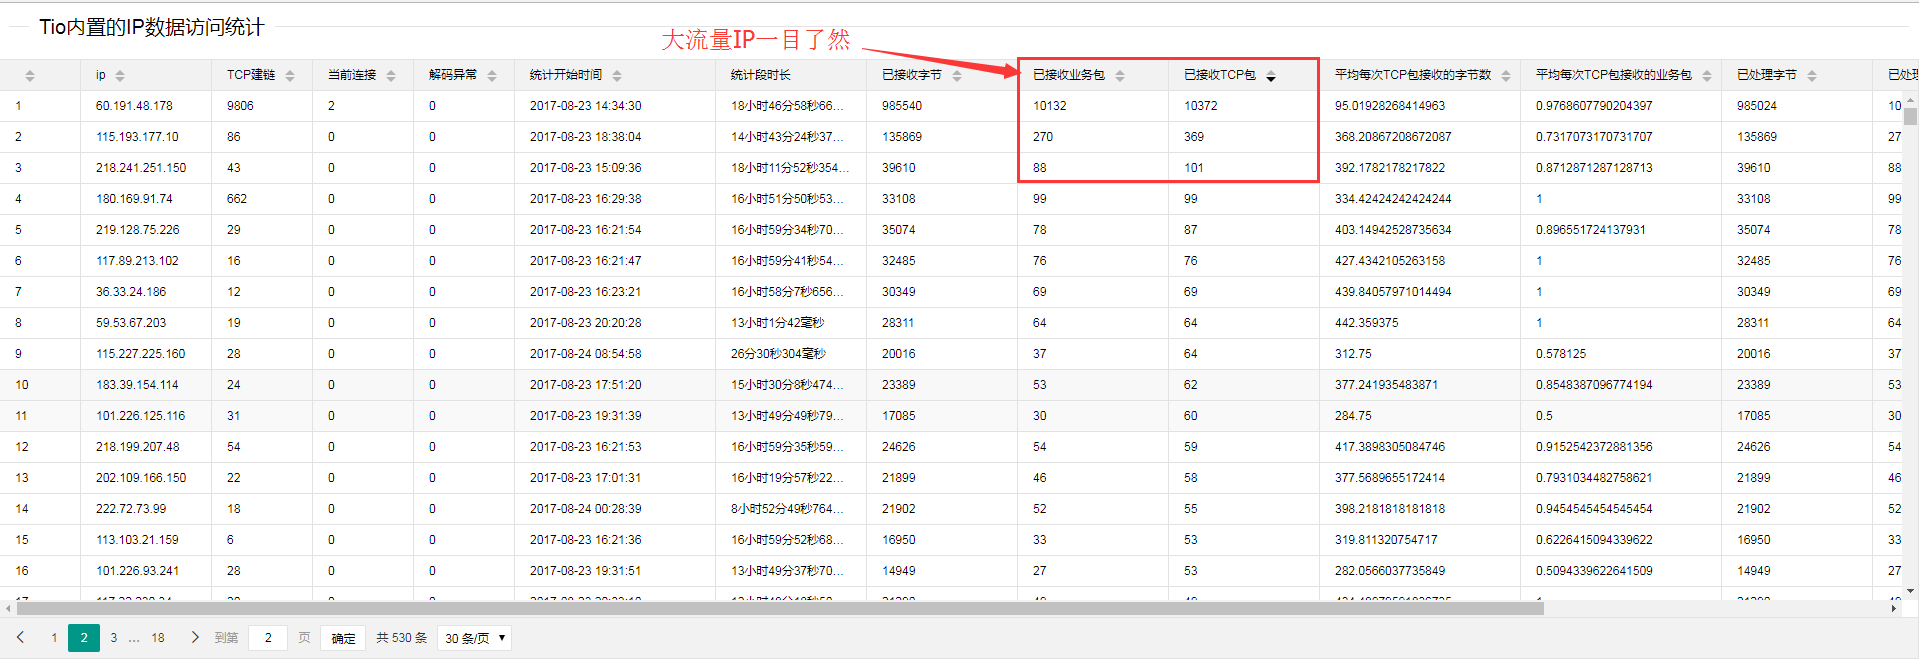 Tio内置的IP数据访问统计
大流量IP一目了然
ip TCP建链 当前连接 解码异常 统计开始时间 统计段时长 已接收字节 已接收业务包 已接收TCP包 平均每次TCP包接收的字节数 平均每次TCP包接收的业务包 已处理字节 已处理
1 60.191.48.178 9806 2 0 2017-08-23 14:34:30 18小时46分58秒66... 985540 10132 10372 95.01928268414963 0.9768607790204397 985024 10
2 115.193.177.10 86 0 0 2017-08-23 18:38:04 14小时43分24秒37... 135869 270 369 368.20867208672087 0.7317073170731707 135869 27
3 218.241.251.150 43 0 0 2017-08-23 15:09:36 18小时11分52秒354... 39610 88 101 392.1782178217822 0.8712871287128713 39610 88
4 180.169.91.74 662 0 0 2017-08-23 16:29:38 16小时51分50秒53... 33108 99 99 334.42424242424244 1 33108 99
5 219.128.75.226 29 0 0 2017-08-23 16:21:54 16小时59分34秒70... 35074 78 87 403.14942528735634 0.896551724137931 35074 78
6 117.89.213.102 16 0 0 2017-08-23 16:21:47 16小时59分41秒54... 32485 76 76 427.4342105263158 1 32485 76
7 36.33.24.186 12 0 0 2017-08-23 16:23:21 16小时58分7秒656... 30349 69 69 439.84057971014494 1 30349 69
8 59.53.67.203 19 0 0 2017-08-23 20:20:28 13小时1分42毫秒 28311 64 64 442.359375 1 28311 64
9 115.227.225.160 28 0 0 2017-08-24 08:54:58 26分30秒304毫秒 20016 37 64 312.75 0.578125 20016 37
10 183.39.154.114 24 0 0 2017-08-23 17:51:20 15小时30分8秒474... 23389 53 62 377.241935483871 0.8548387096774194 23389 53
11 101.226.125.116 31 0 0 2017-08-23 19:31:39 13小时49分49秒79... 17085 30 60 284.75 0.5 17085 30
12 218.199.207.48 54 0 0 2017-08-23 16:21:53 16小时59分35秒59... 24626 54 59 417.3898305084746 0.9152542372881356 24626 54
13 202.109.166.150 22 0 0 2017-08-23 17:01:31 16小时19分57秒22... 21899 46 58 377.5689655172414 0.7931034482758621 21899 46
14 222.72.73.99 18 0 0 2017-08-24 00:28:39 8小时52分49秒764... 21902 52 55 398.2181818181818 0.9454545454545454 21902 52
15 113.103.21.159 6 0 0 2017-08-23 16:21:36 16小时59分52秒68... 16950 33 53 319.811320754717 0.6226415094339622 16950 33
16 101.226.93.241 28 0 0 2017-08-23 19:31:51 13小时49分37秒70... 14949 27 53 282.0566037735849 0.5094339622641509 14949 27
1 2 3 ... 18 到第 2 页 确定 共 530 条 30 条/页